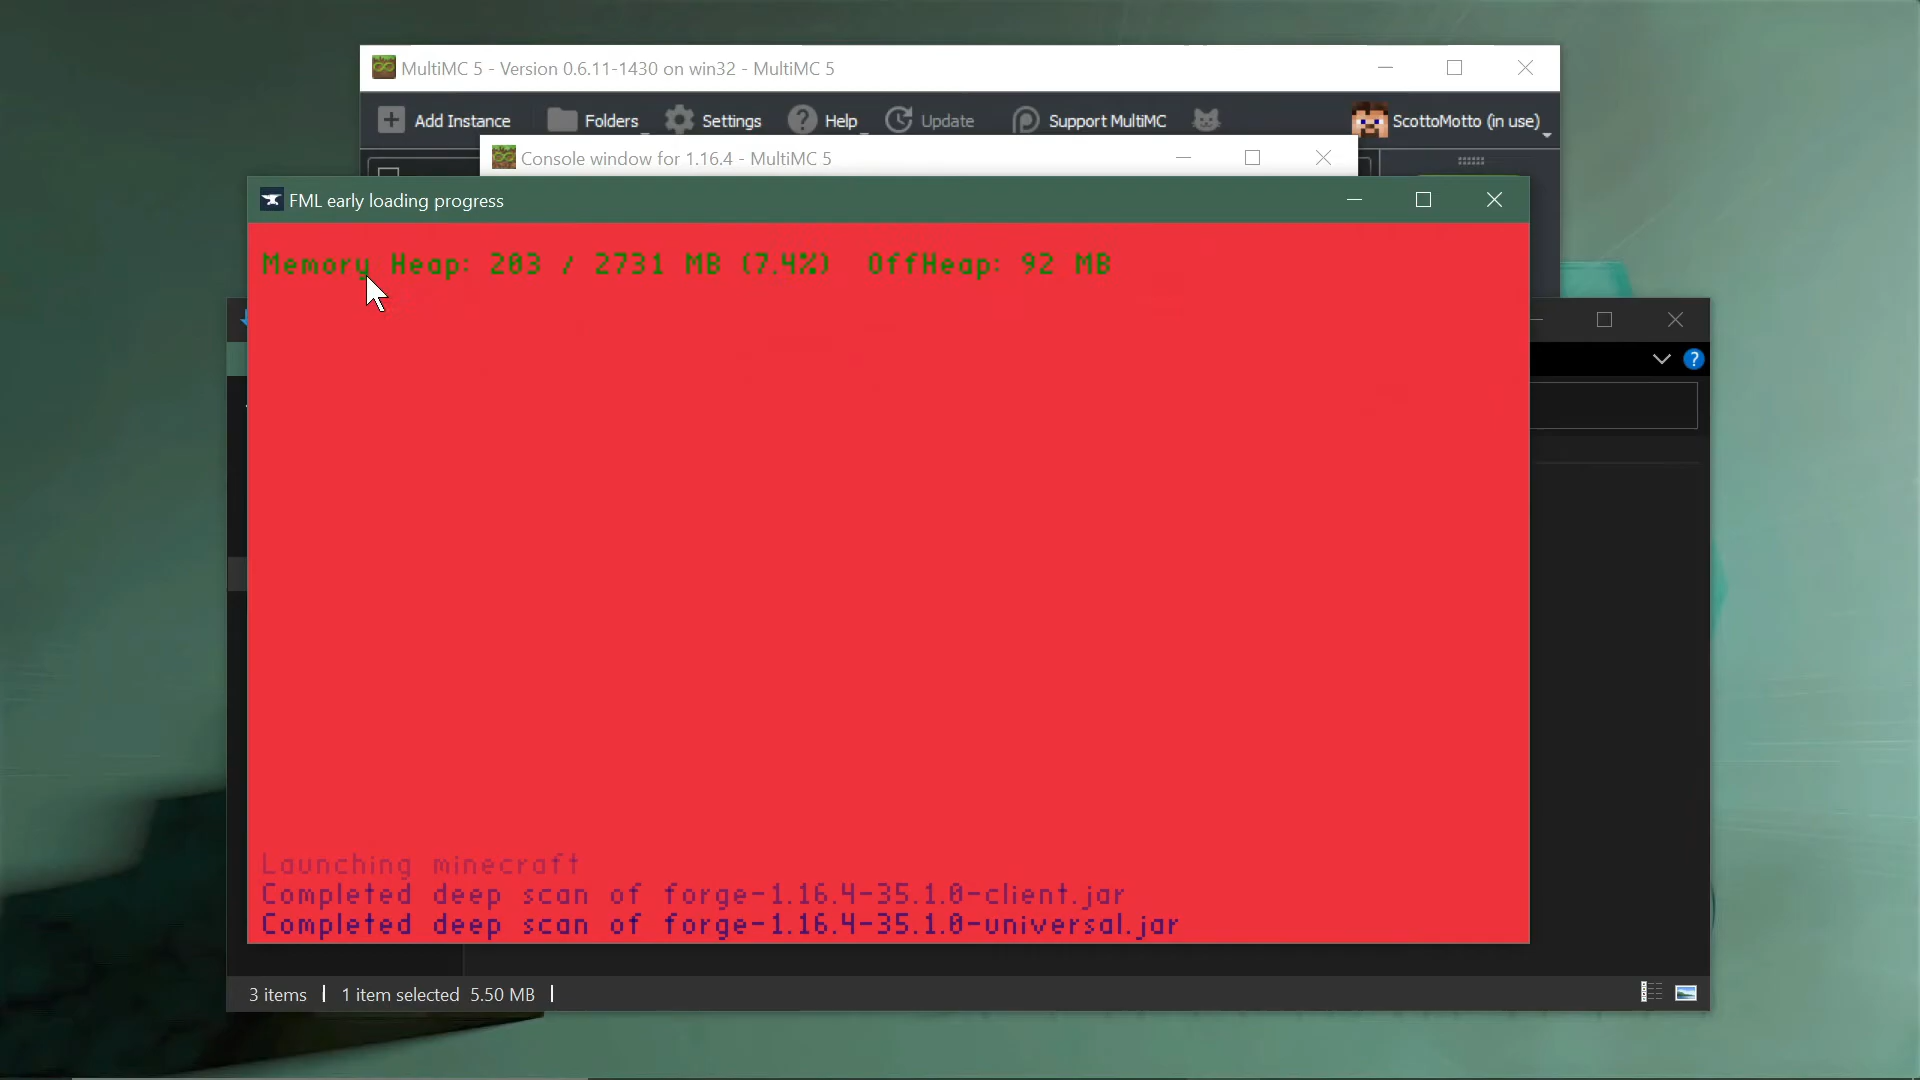 MultiMC 5 - Version 0.6.11-1430 on win32 - MultiMC 5
Add Instance Folders Settings Help Update Support MultiMC ScottoMotto (in use)
Console window for 1.16.4 - MultiMC 5
FML early loading progress
Memory Heap: 203 / 2731 MB (7.4%) OffHeap: 92 MB
?
Launching minecraft
Completed deep scan of forge-1.16.4-35.1.0-client.jar
Completed deep scan of forge-1.16.4-35.1.0-universal.jar
3 items 1 item selected 5.50 MB